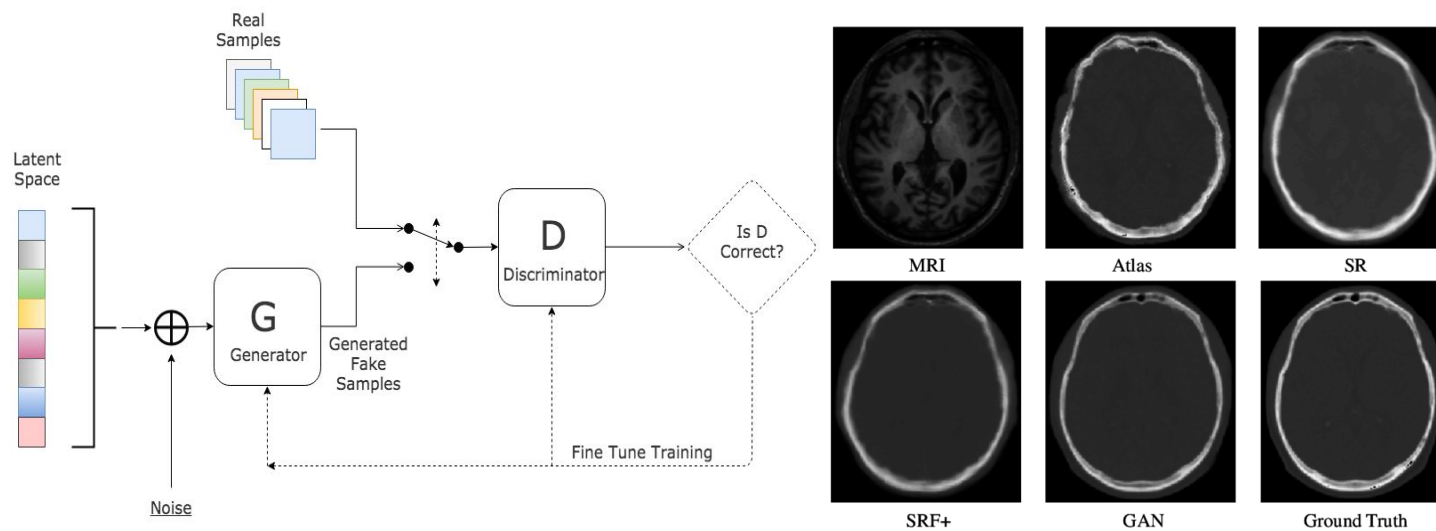 Real
Samples
Latent
Space
G
Generator
Noise
Generated
Fake
Samples
D
Discriminator
Is D
Correct?
Fine Tune Training
MRI
Atlas
SR
SRF+
GAN
Ground Truth